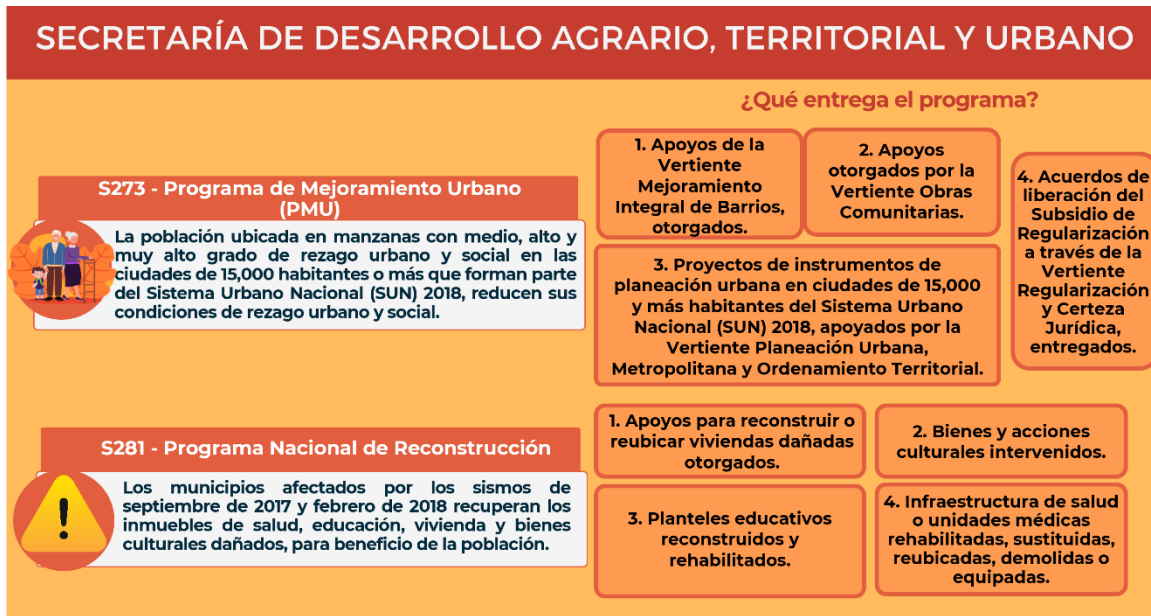 SECRETARÍA DE DESARROLLO AGRARIO, TERRITORIAL Y URBANO
¿Qué entrega el programa?
S273 - Programa de Mejoramiento Urbano
(PMU)
La población ubicada en manzanas con medio, alto y
muy alto grado de rezago urbano y social en las
ciudades de 15,000 habitantes o más que forman parte
del Sistema Urbano Nacional (SUN) 2018, reducen sus
condiciones de rezago urbano y social.
1. Apoyos de la
Vertiente
Mejoramiento
Integral de Barrios,
otorgados.
2. Apoyos
otorgados por la
Vertiente Obras
Comunitarias.
3. Proyectos de instrumentos de
planeación urbana en ciudades de 15,000
y más habitantes del Sistema Urbano
Nacional (SUN) 2018, apoyados por la
Vertiente Planeación Urbana,
Metropolitana y Ordenamiento Territorial.
4. Acuerdos de
liberación del
Subsidio de
Regularización
a través de la
Vertiente
Regularización
y Certeza
Jurídica,
entregados.
S281 - Programa Nacional de Reconstrucción
Los municipios afectados por los sismos de
septiembre de 2017 y febrero de 2018 recuperan los
inmuebles de salud, educación, vivienda y bienes
culturales dañados, para beneficio de la población.
1. Apoyos para reconstruir o
reubicar viviendas dañadas
otorgados.
2. Bienes y acciones
culturales intervenidos.
3. Planteles educativos
reconstruidos y
rehabilitados.
4. Infraestructura de salud
o unidades médicas
rehabilitadas, sustituidas,
reubicadas, demolidas o
equipadas.